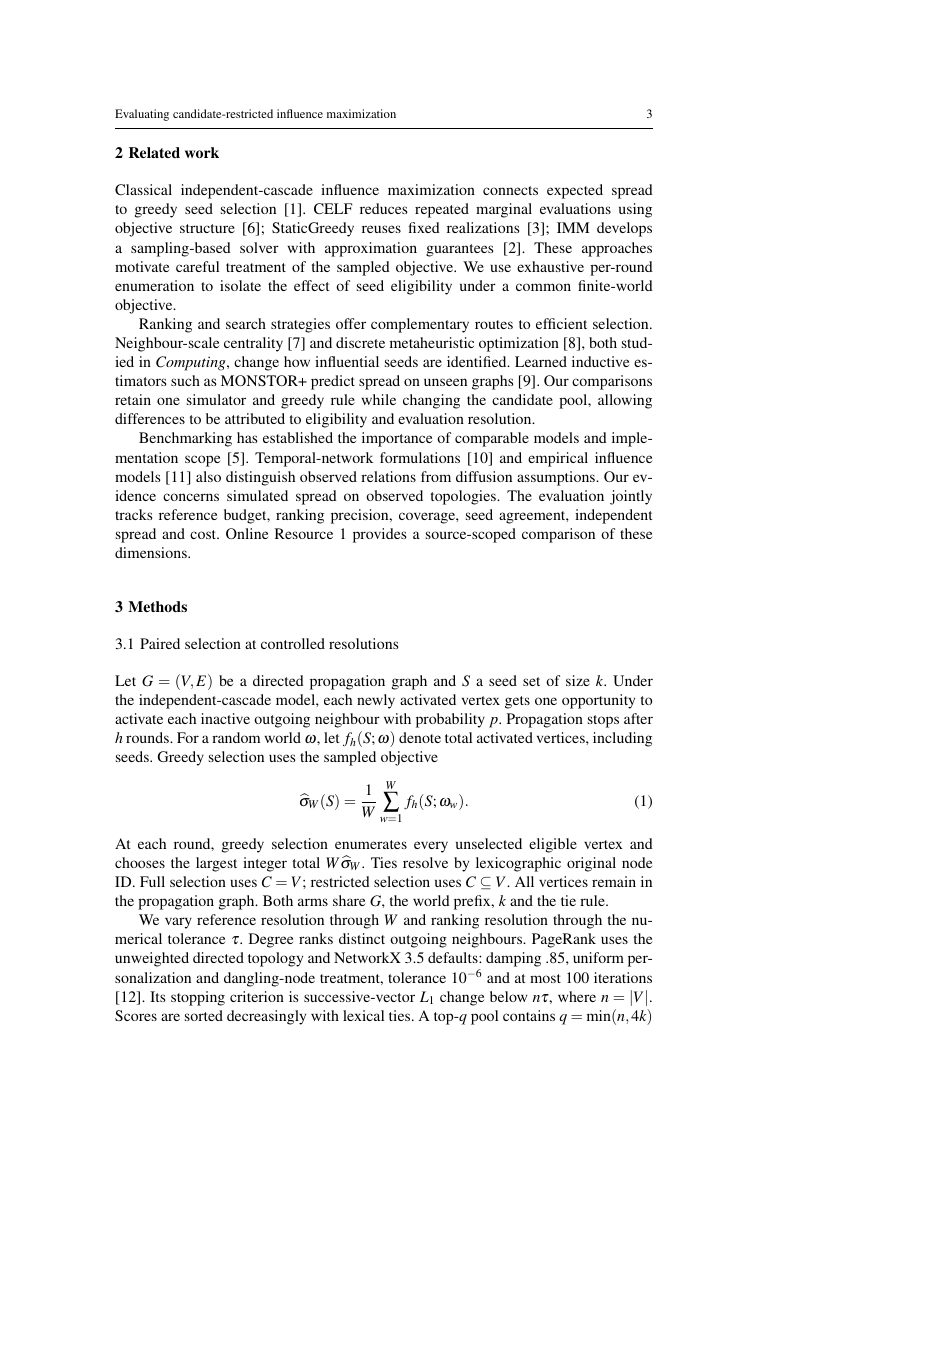 Evaluating candidate-restricted influence maximization 3
2 Related work
Classical independent-cascade influence maximization connects expected spread
to greedy seed selection [1]. CELF reduces repeated marginal evaluations using
objective structure [6]; StaticGreedy reuses fixed realizations [3]; IMM develops
a sampling-based solver with approximation guarantees [2]. These approaches
motivate careful treatment of the sampled objective. We use exhaustive per-round
enumeration to isolate the effect of seed eligibility under a common finite-world
objective.
Ranking and search strategies offer complementary routes to efficient selection.
Neighbour-scale centrality [7] and discrete metaheuristic optimization [8], both stud-
ied in Computing, change how influential seeds are identified. Learned inductive es-
timators such as MONSTOR+ predict spread on unseen graphs [9]. Our comparisons
retain one simulator and greedy rule while changing the candidate pool, allowing
differences to be attributed to eligibility and evaluation resolution.
Benchmarking has established the importance of comparable models and imple-
mentation scope [5]. Temporal-network formulations [10] and empirical influence
models [11] also distinguish observed relations from diffusion assumptions. Our ev-
idence concerns simulated spread on observed topologies. The evaluation jointly
tracks reference budget, ranking precision, coverage, seed agreement, independent
spread and cost. Online Resource 1 provides a source-scoped comparison of these
dimensions.
3 Methods
3.1 Paired selection at controlled resolutions
Let G = (V,E) be a directed propagation graph and S a seed set of size k. Under
the independent-cascade model, each newly activated vertex gets one opportunity to
activate each inactive outgoing neighbour with probability p. Propagation stops after
h rounds. For a random world ω, let f_h(S;ω) denote total activated vertices, including
seeds. Greedy selection uses the sampled objective
σ̂_W(S) = 1/W ∑_{w=1}^{W} f_h(S;ω_w). (1)
At each round, greedy selection enumerates every unselected eligible vertex and
chooses the largest integer total Wσ̂_W. Ties resolve by lexicographic original node
ID. Full selection uses C = V; restricted selection uses C ⊆ V. All vertices remain in
the propagation graph. Both arms share G, the world prefix, k and the tie rule.
We vary reference resolution through W and ranking resolution through the nu-
merical tolerance τ. Degree ranks distinct outgoing neighbours. PageRank uses the
unweighted directed topology and NetworkX 3.5 defaults: damping .85, uniform per-
sonalization and dangling-node treatment, tolerance 10⁻⁶ and at most 100 iterations
[12]. Its stopping criterion is successive-vector L₁ change below nτ, where n = |V|.
Scores are sorted decreasingly with lexical ties. A top-q pool contains q = min(n,4k)